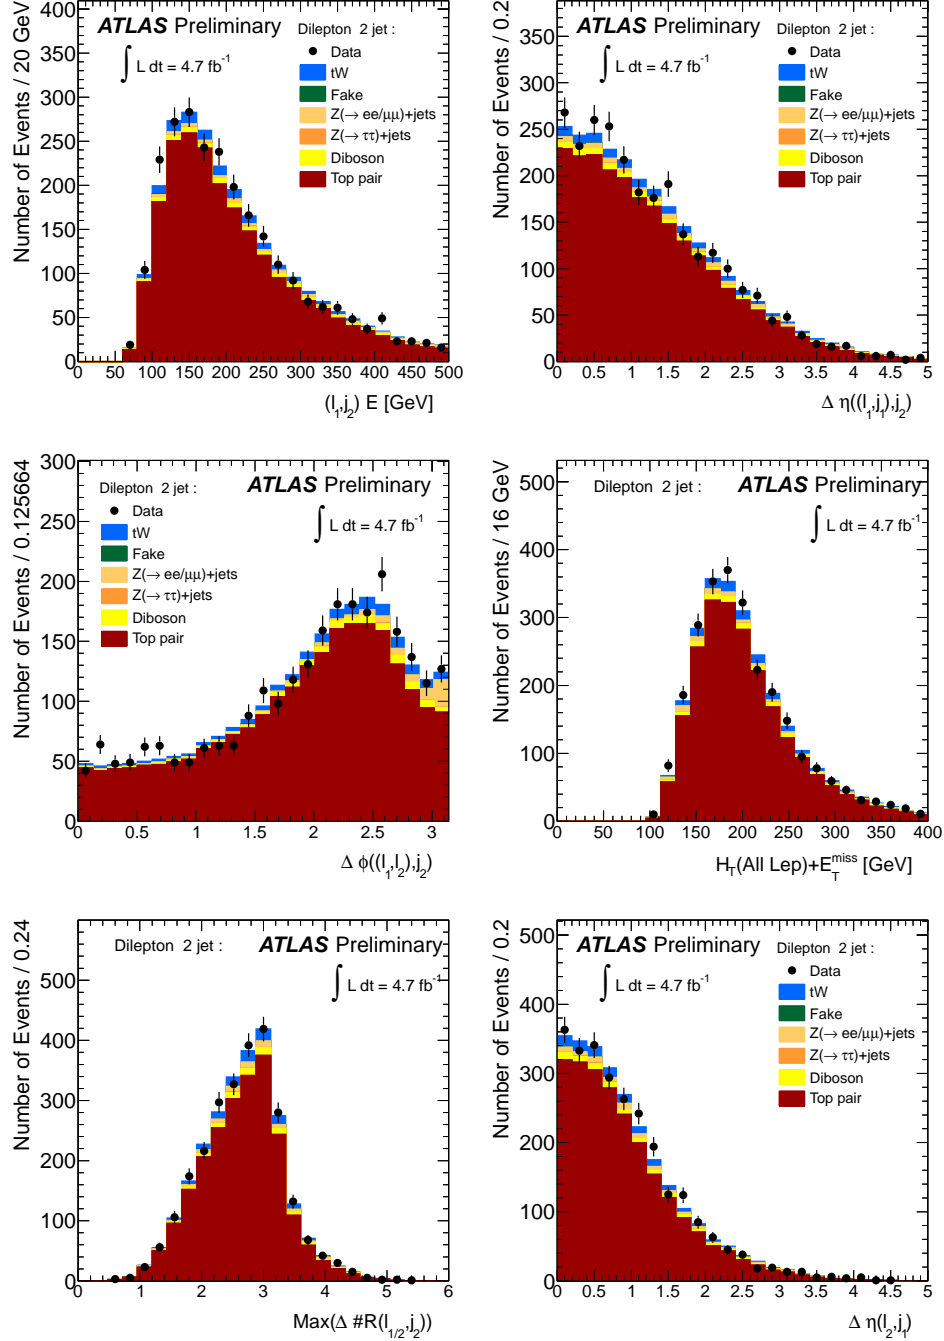 ATLAS Preliminary
∫ L dt = 4.7 fb⁻¹
Dilepton 2 jet :
Data
tW
Fake
Z(→ ee/μμ)+jets
Z(→ ττ)+jets
Diboson
Top pair
Number of Events / 20 GeV
400
350
300
250
200
150
100
50
0
0 50 100 150 200 250 300 350 400 450 500
(l₁,j₂) E [GeV]
ATLAS Preliminary
∫ L dt = 4.7 fb⁻¹
Dilepton 2 jet :
Data
tW
Fake
Z(→ ee/μμ)+jets
Z(→ ττ)+jets
Diboson
Top pair
Number of Events / 0.2
350
300
250
200
150
100
50
0
0 0.5 1 1.5 2 2.5 3 3.5 4 4.5 5
Δ η((l₁,j₁),j₂)
Dilepton 2 jet :
ATLAS Preliminary
∫ L dt = 4.7 fb⁻¹
Data
tW
Fake
Z(→ ee/μμ)+jets
Z(→ ττ)+jets
Diboson
Top pair
Number of Events / 0.125664
300
250
200
150
100
50
0
0 0.5 1 1.5 2 2.5 3
Δ ϕ((l₁,l₂),j₂)
Dilepton 2 jet :
ATLAS Preliminary
∫ L dt = 4.7 fb⁻¹
Number of Events / 16 GeV
500
400
300
200
100
0
0 50 100 150 200 250 300 350 400
H_T(All Lep)+E_T^miss [GeV]
Dilepton 2 jet :
ATLAS Preliminary
∫ L dt = 4.7 fb⁻¹
Number of Events / 0.24
500
400
300
200
100
0
0 1 2 3 4 5 6
Max(Δ #R(l₁/₂,j₂))
ATLAS Preliminary
∫ L dt = 4.7 fb⁻¹
Dilepton 2 jet :
Data
tW
Fake
Z(→ ee/μμ)+jets
Z(→ ττ)+jets
Diboson
Top pair
Number of Events / 0.2
500
400
300
200
100
0
0 0.5 1 1.5 2 2.5 3 3.5 4 4.5 5
Δ η(l₂,j₁)